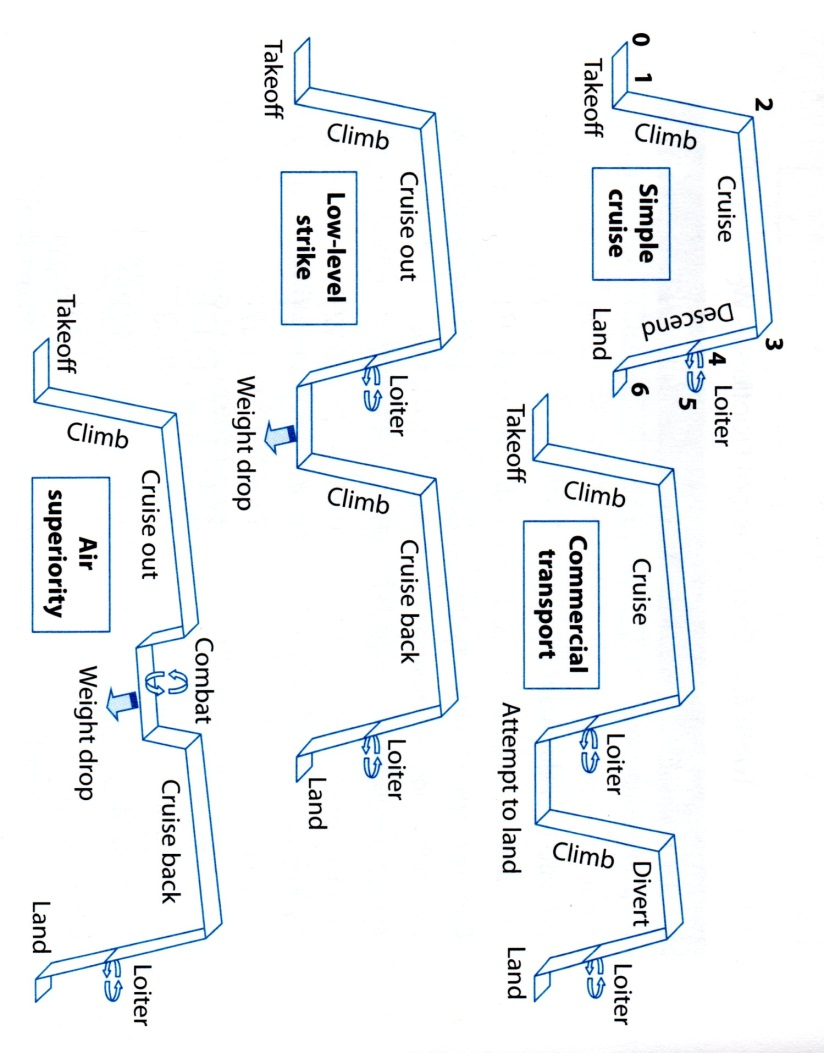 2
Cruise
3
Climb
Simple
cruise
Descend
4
5
Loiter
0
1
Takeoff
Land
6
Cruise
Loiter
Divert
Loiter
Climb
Commercial
transport
Climb
Takeoff
Attempt to land
Land
Cruise out
Loiter
Cruise back
Loiter
Climb
Low-level
strike
Climb
Takeoff
Weight drop
Land
Cruise out
Combat
Cruise back
Loiter
Climb
Air
superiority
Takeoff
Weight drop
Land